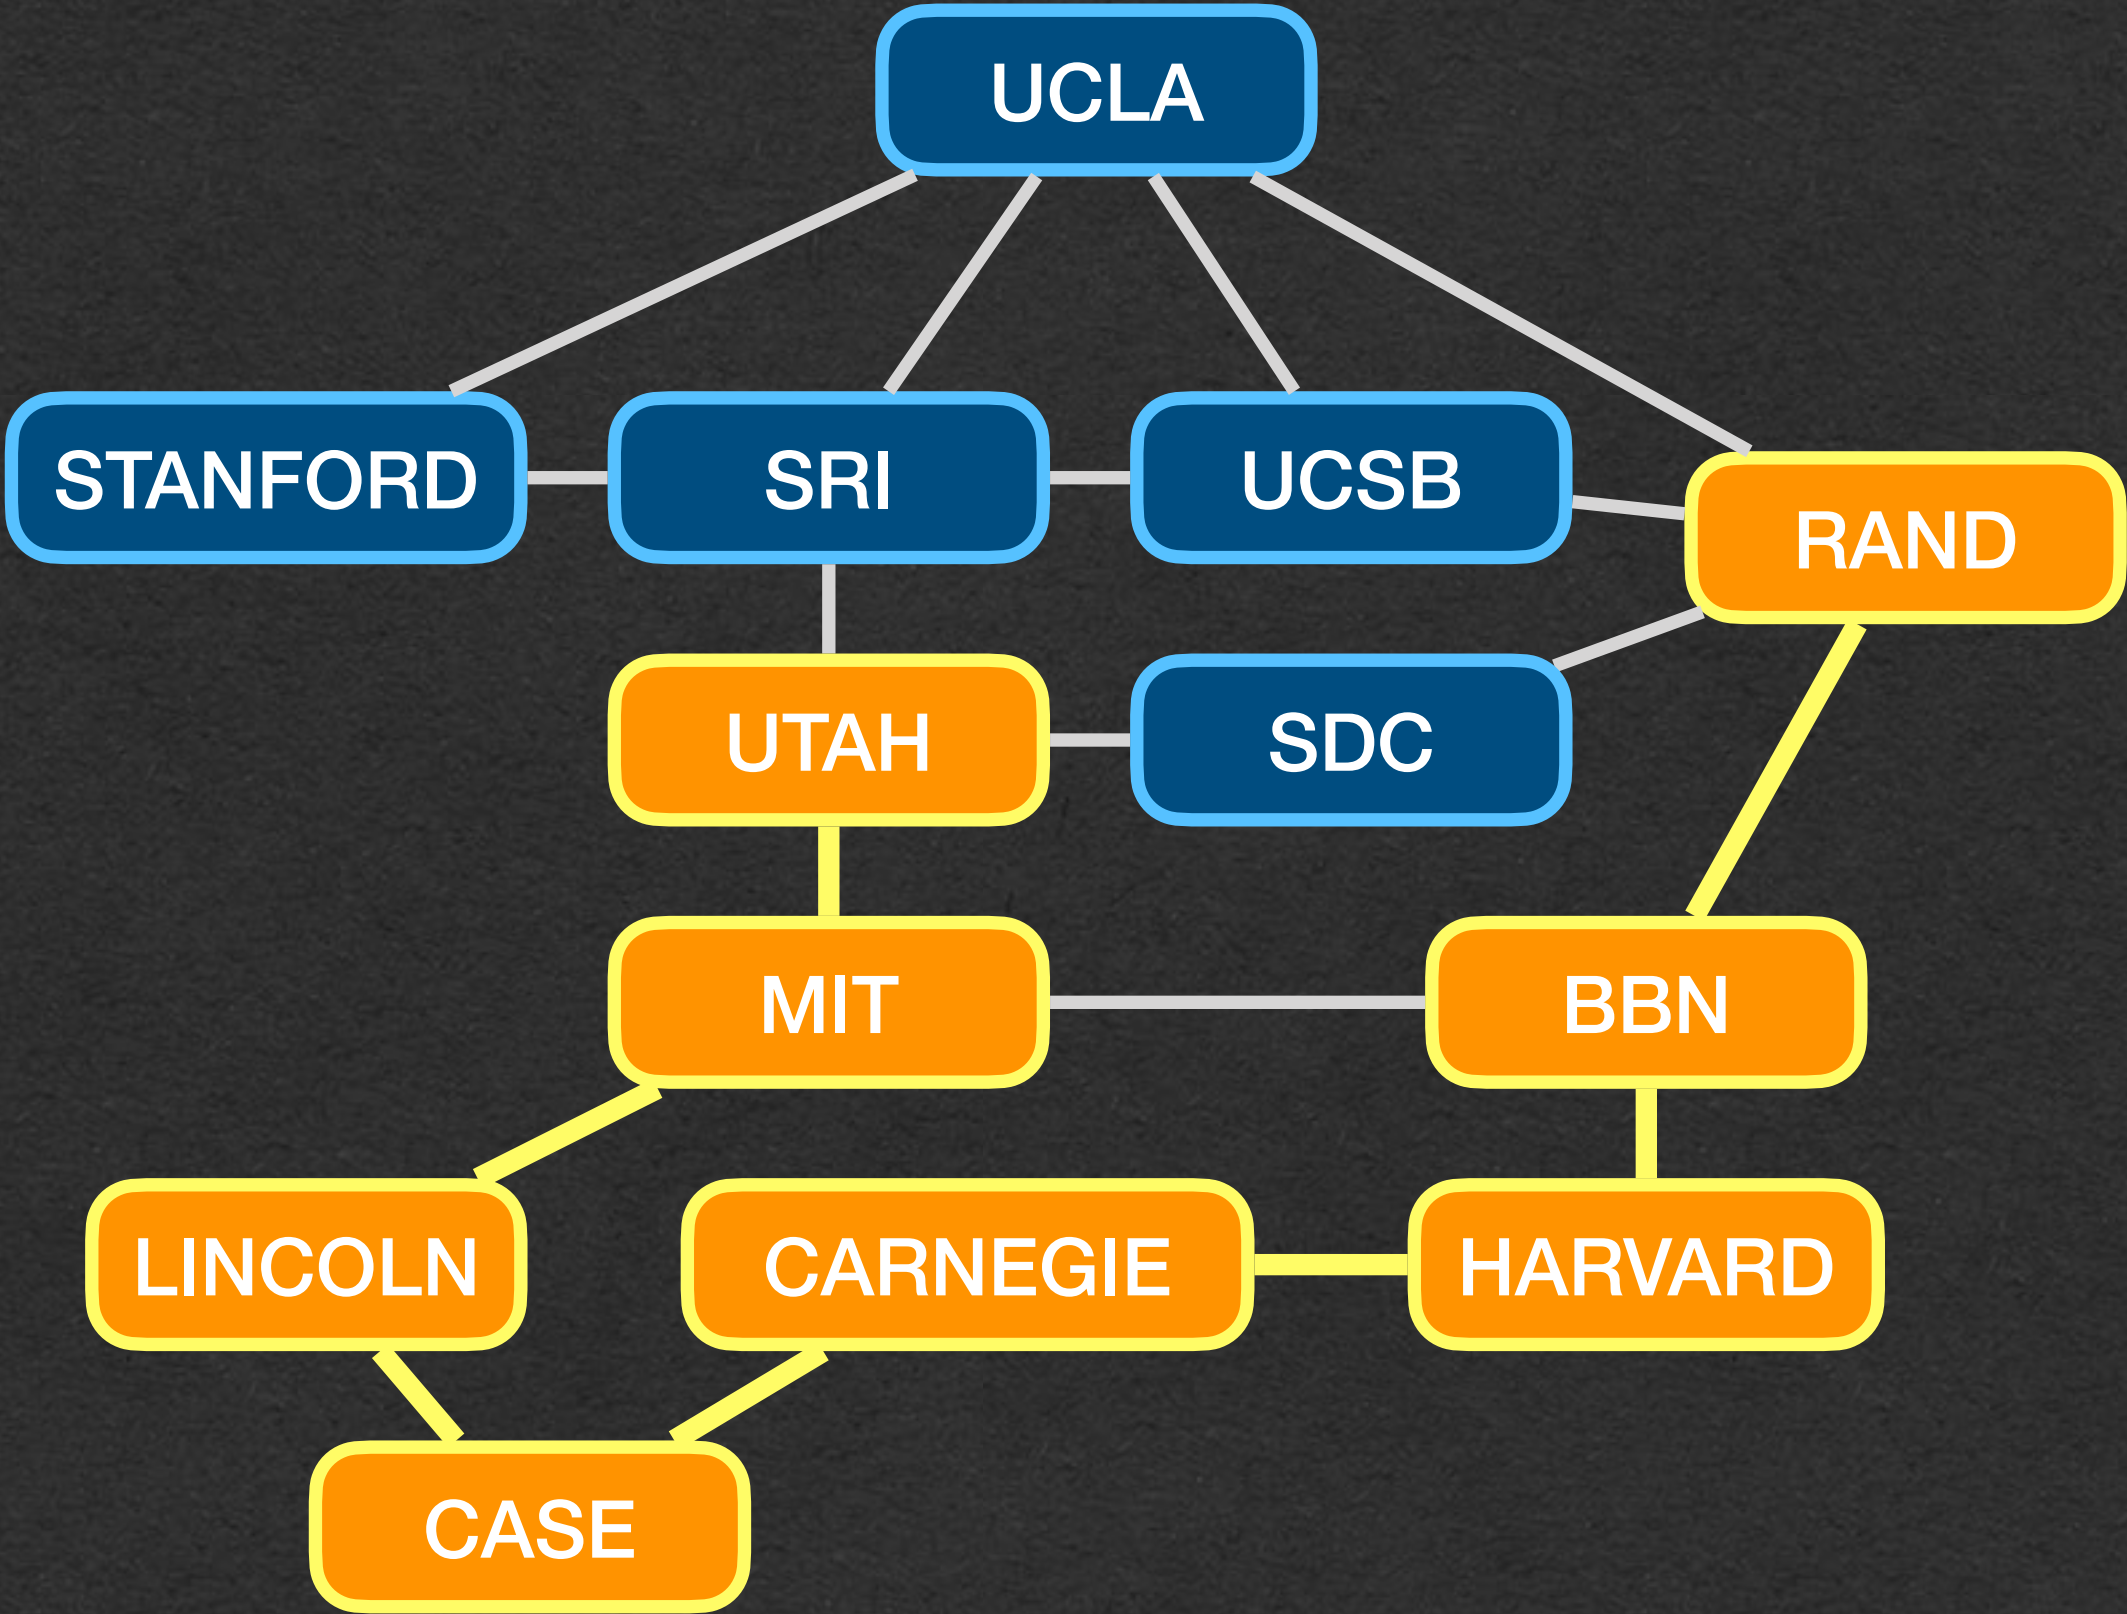 UCLA
STANFORD
SRI
UCSB
RAND
UTAH
SDC
MIT
BBN
LINCOLN
CARNEGIE
HARVARD
CASE